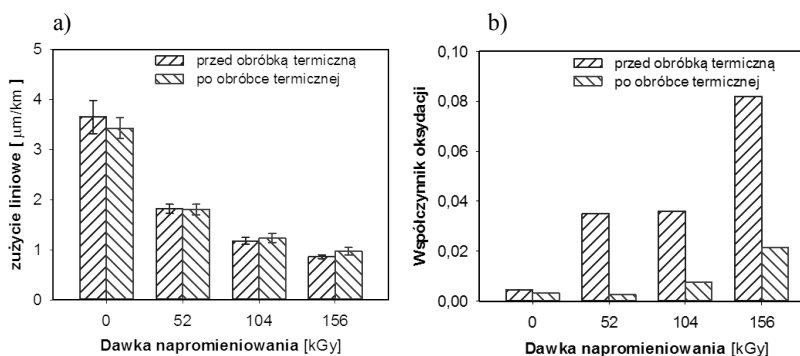 a)
zużycie liniowe [ μm/km]
5
4
3
2
1
0
przed obróbką termiczną
po obróbce termicznej
0 52 104 156
Dawka napromieniowania [kGy]
b)
Współczynnik oksydacji
0,10
0,08
0,06
0,04
0,02
0,00
przed obróbką termiczną
po obróbce termicznej
0 52 104 156
Dawka napromieniowania [kGy]